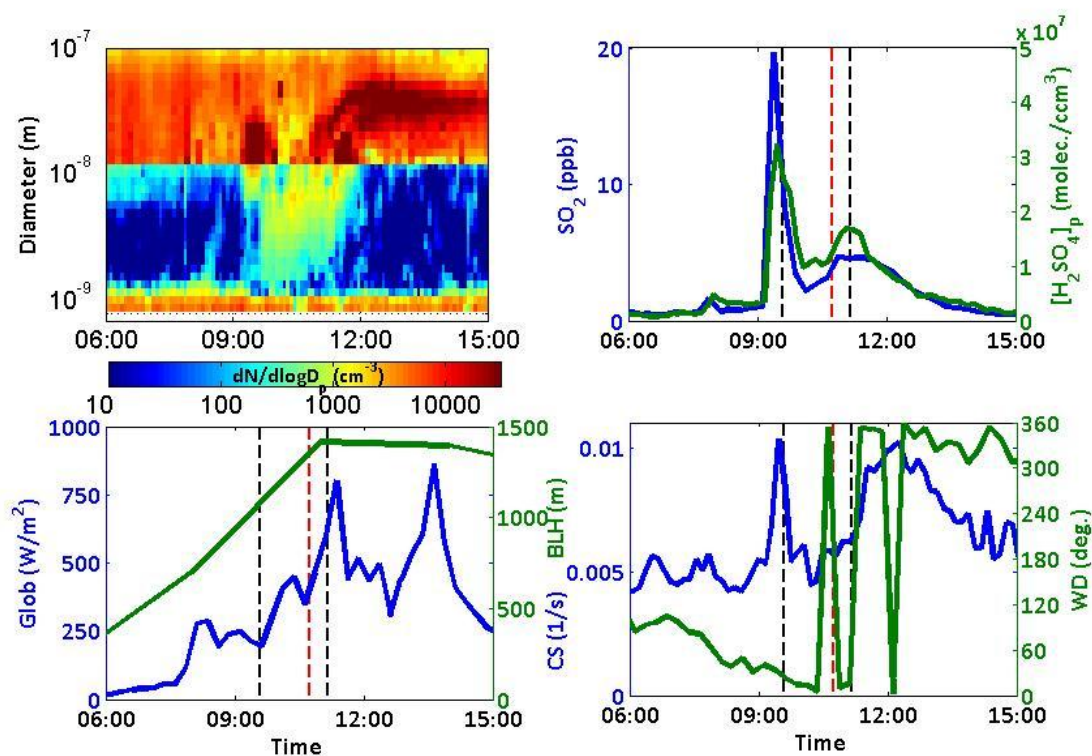 10⁻⁷
10⁻⁸
10⁻⁹
Diameter (m)
06:00 09:00 12:00 15:00
dN/dlogDₚ (cm⁻³)
10 100 1000 10000
20
10
0
SO₂ (ppb)
x 10⁷
5
4
3
2
1
0
[H₂SO₄]ₚ (molec./ccm³)
06:00 09:00 12:00 15:00
1000
750
500
250
0
Glob (W/m²)
1500
1000
500
0
BLH (m)
06:00 09:00 12:00 15:00
Time
0.01
0.005
0
CS (1/s)
360
300
240
180
120
60
0
WD (deg.)
06:00 09:00 12:00 15:00
Time